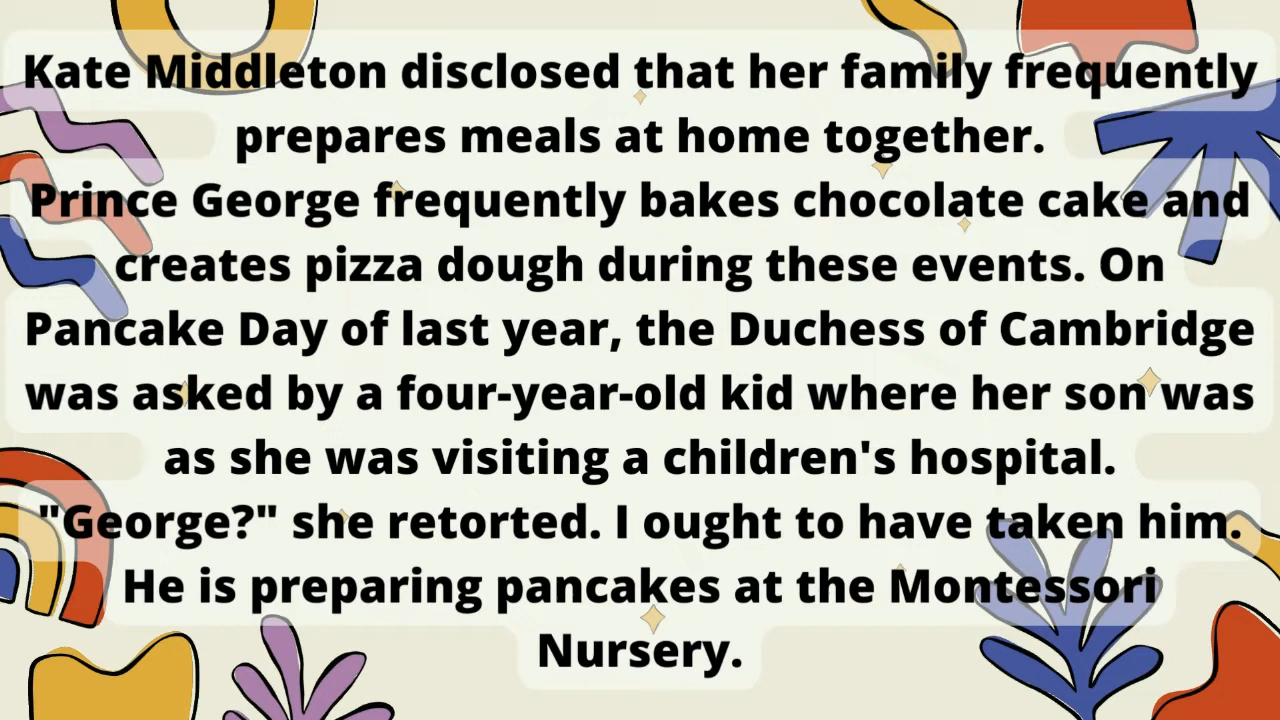 Kate Middleton disclosed that her family frequently
prepares meals at home together.
Prince George frequently bakes chocolate cake and
creates pizza dough during these events. On
Pancake Day of last year, the Duchess of Cambridge
was asked by a four-year-old kid where her son was
as she was visiting a children's hospital.
"George?" she retorted. I ought to have taken him.
He is preparing pancakes at the Montessori
Nursery.